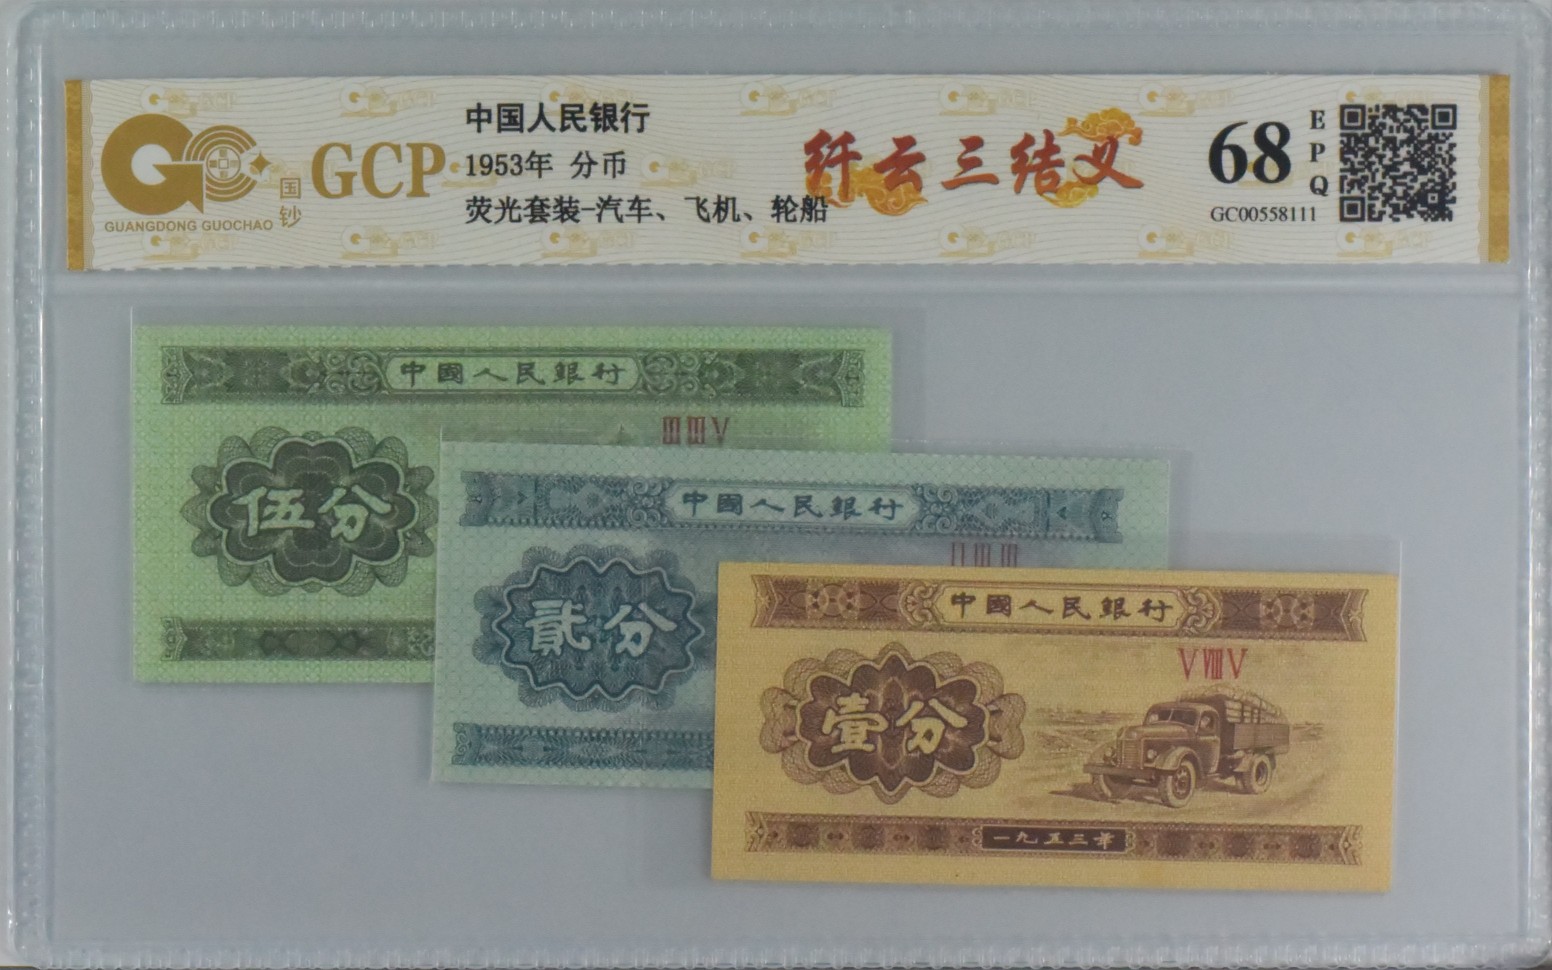 GUANGDONG GUOCHAO
国钞
GCP
中国人民银行
1953年 分币
荧光套装-汽车、飞机、轮船
纤云三结义
68
EPQ
GC00558111
中國人民銀行
ⅢⅢⅤ
伍分
中國人民銀行
ⅡⅢⅢ
貳分
中國人民銀行
ⅤⅧⅤ
壹分
一九五三年